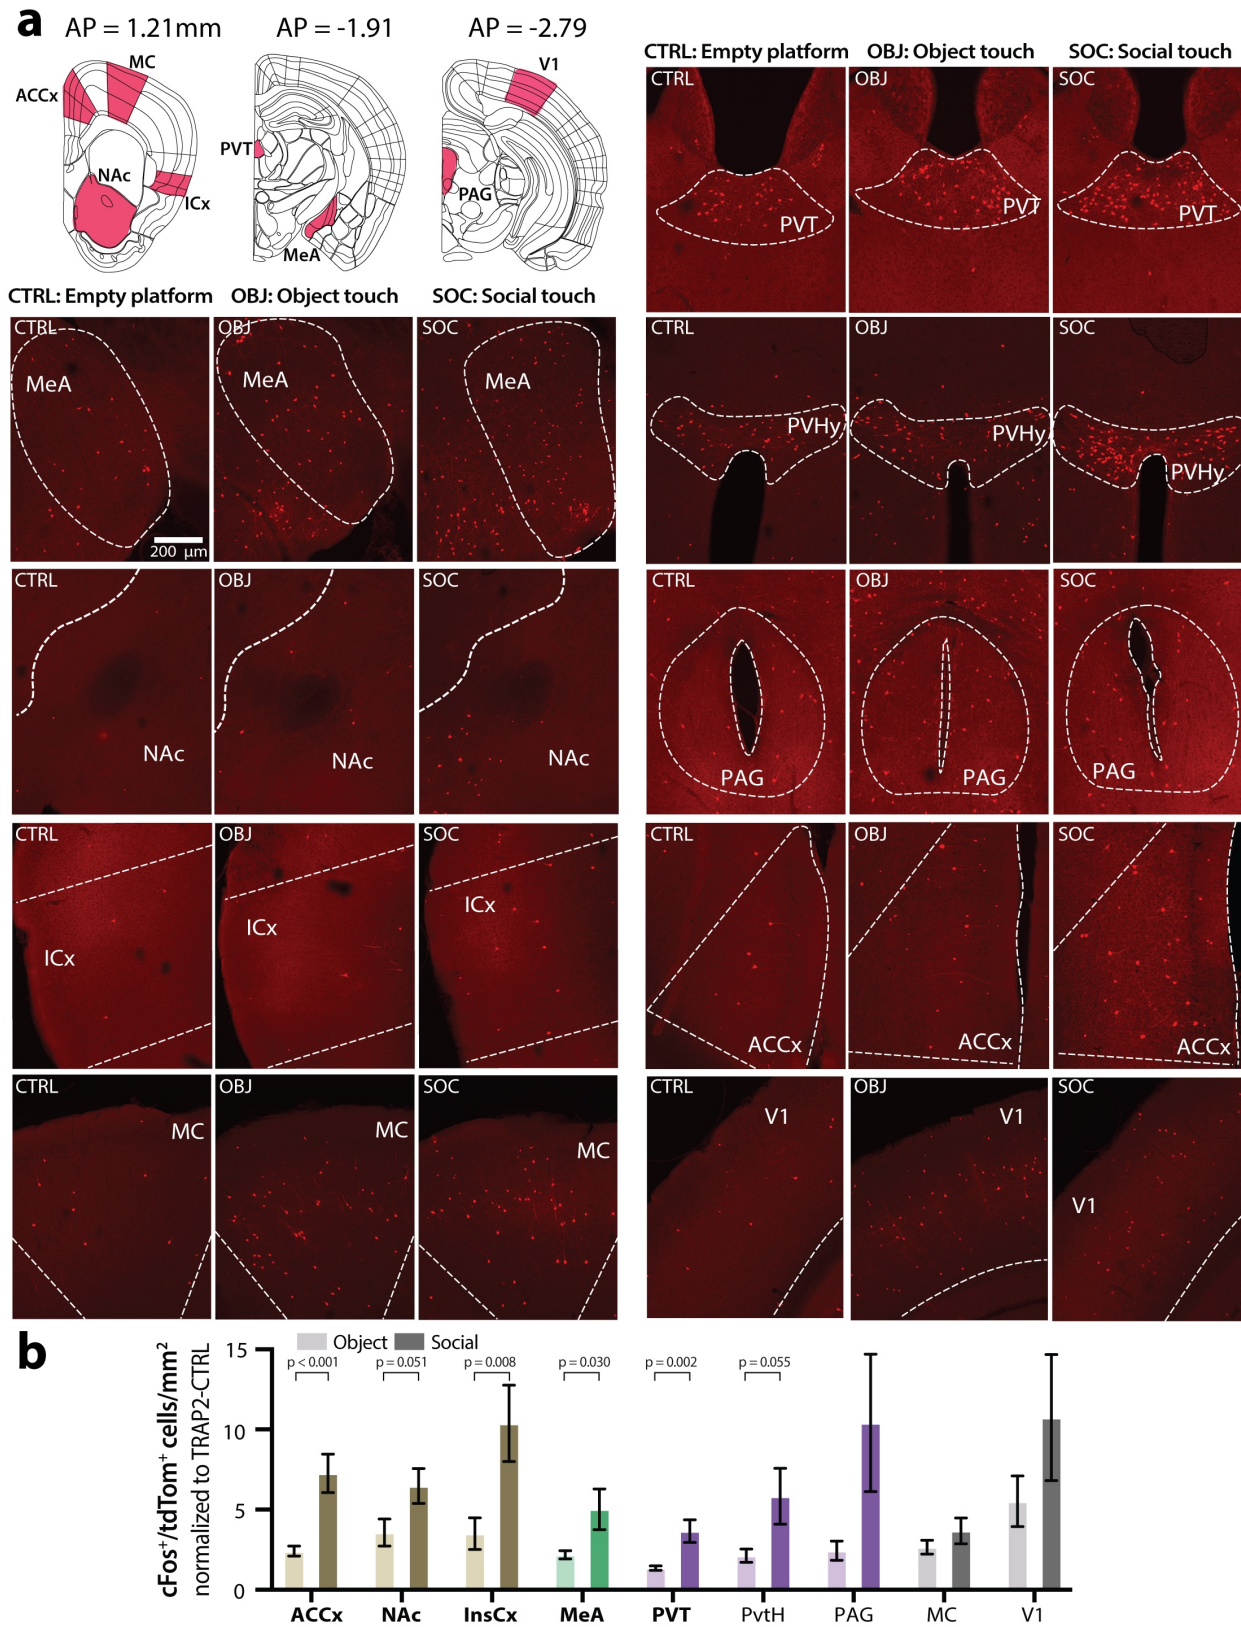 a
AP = 1.21mm
AP = -1.91
AP = -2.79
MC
ACCx
NAc
ICx
PVT
MeA
V1
PAG
CTRL: Empty platform
OBJ: Object touch
SOC: Social touch
CTRL
OBJ
SOC
MeA
MeA
MeA
200 µm
CTRL
OBJ
SOC
NAc
NAc
NAc
CTRL
OBJ
SOC
ICx
ICx
ICx
CTRL
OBJ
SOC
MC
MC
MC
CTRL: Empty platform
OBJ: Object touch
SOC: Social touch
CTRL
OBJ
SOC
PVT
PVT
PVT
CTRL
OBJ
SOC
PVHy
PVHy
PVHy
CTRL
OBJ
SOC
PAG
PAG
PAG
CTRL
OBJ
SOC
ACCx
ACCx
ACCx
CTRL
OBJ
SOC
V1
V1
V1
b
Object
Social
cFos⁺/tdTom⁺ cells/mm²
normalized to TRAP2-CTRL
15
10
5
0
p < 0.001
p = 0.051
p = 0.008
p = 0.030
p = 0.002
p = 0.055
ACCx
NAc
InsCx
MeA
PVT
PvtH
PAG
MC
V1